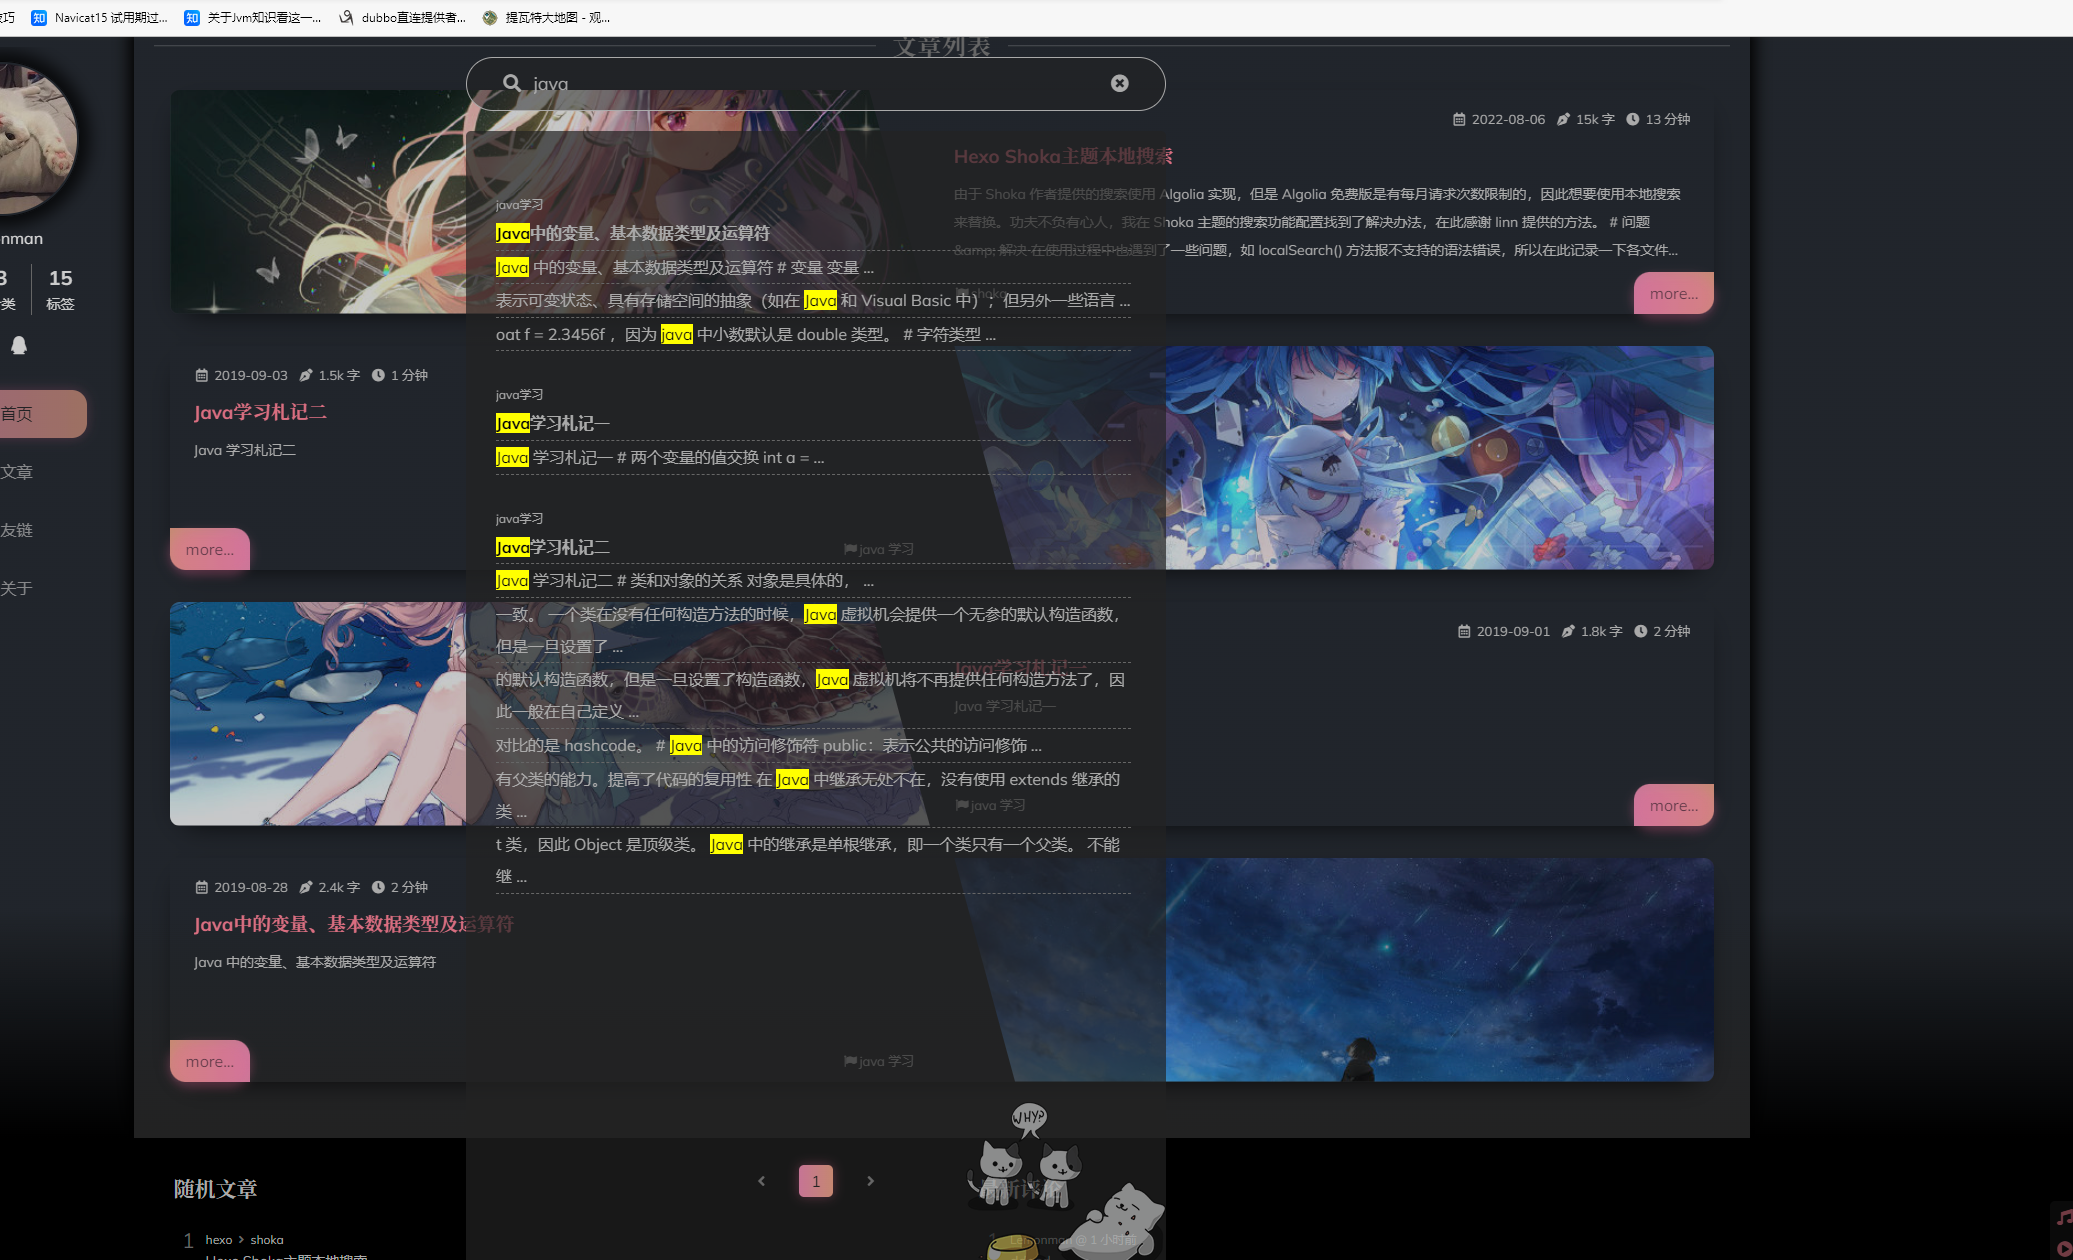 技巧 Navicat15 试用期过... 关于Jvm知识看这一... dubbo直连提供者... 提瓦特大地图 - 观...
文章列表
java
2022-08-06 15k 字 13 分钟
Hexo Shoka主题本地搜索
由于 Shoka 作者提供的搜索使用 Algolia 实现，但是 Algolia 免费版是有每月请求次数限制的，因此想要使用本地搜索
来替换。功夫不负有心人，我在 Shoka 主题的搜索功能配置找到了解决办法，在此感谢 linn 提供的方法。 # 问题
&amp; 解决 在使用过程中也遇到了一些问题，如 localSearch() 方法报不支持的语法错误，所以在此记录一下各文件...
shoka
more...
java学习
Java中的变量、基本数据类型及运算符
Java 中的变量、基本数据类型及运算符 # 变量 变量 ...
表示可变状态、具有存储空间的抽象（如在 Java 和 Visual Basic 中）；但另外一些语言 ...
oat f = 2.3456f ，因为 java 中小数默认是 double 类型。 # 字符类型 ...
java学习
Java学习札记一
Java 学习札记一 # 两个变量的值交换 int a = ...
java学习
Java学习札记二
Java 学习札记二 # 类和对象的关系 对象是具体的， ...
一致。 一个类在没有任何构造方法的时候，Java 虚拟机会提供一个无参的默认构造函数，
但是一旦设置了 ...
的默认构造函数，但是一旦设置了构造函数，Java 虚拟机将不再提供任何构造方法了，因
此一般在自己定义 ...
对比的是 hashcode。 # Java 中的访问修饰符 public：表示公共的访问修饰 ...
有父类的能力。提高了代码的复用性 在 Java 中继承无处不在，没有使用 extends 继承的
类 ...
t 类，因此 Object 是顶级类。 Java 中的继承是单根继承，即一个类只有一个父类。 不能
继 ...
nman
3 15
类 标签
首页
文章
友链
关于
2019-09-03 1.5k 字 1 分钟
Java学习札记二
Java 学习札记二
java 学习
more...
2019-09-01 1.8k 字 2 分钟
Java学习札记一
Java 学习札记一
java 学习
more...
2019-08-28 2.4k 字 2 分钟
Java中的变量、基本数据类型及运算符
Java 中的变量、基本数据类型及运算符
java 学习
more...
WHY?
1
随机文章
最新评论
1 hexo shoka
Hexo Shoka主题本地搜索
1 Lemonman @ 1 小时前